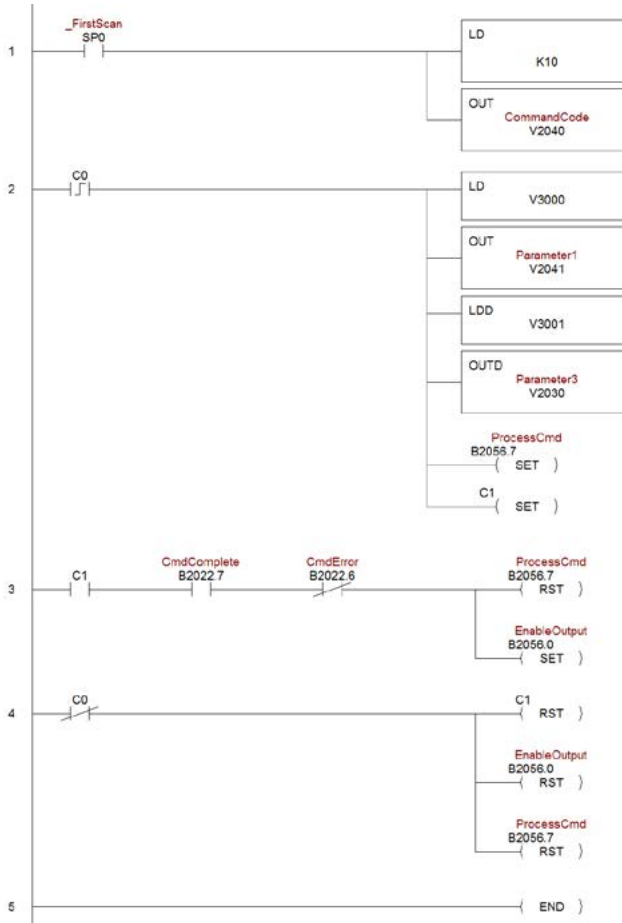 _FirstScan
SP0
1
LD
K10
OUT
CommandCode
V2040
C0
2
LD
V3000
OUT
Parameter1
V2041
LDD
V3001
OUTD
Parameter3
V2030
ProcessCmd
B2056.7
SET
C1
SET
CmdComplete
CmdError
ProcessCmd
C1
B2022.7
B2022.6
B2056.7
3
RST
EnableOutput
B2056.0
SET
C0
C1
4
RST
EnableOutput
B2056.0
RST
ProcessCmd
B2056.7
RST
5
END